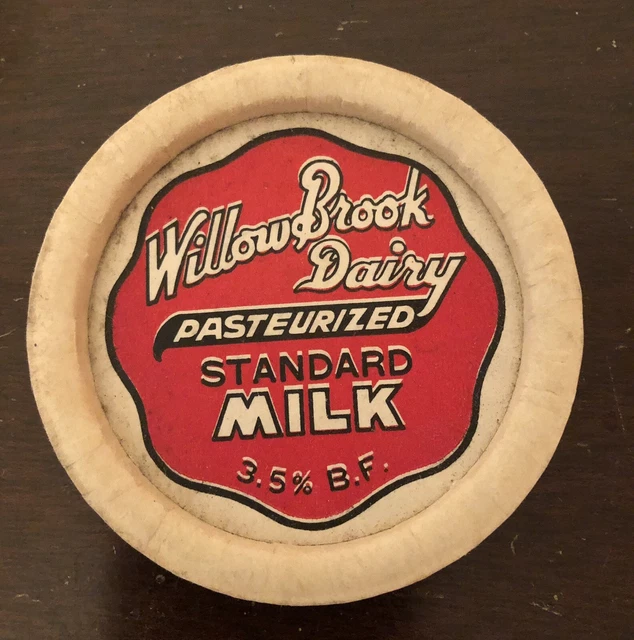 WillowBrook
Dairy
PASTEURIZED
STANDARD
MILK
3.5% B.F.